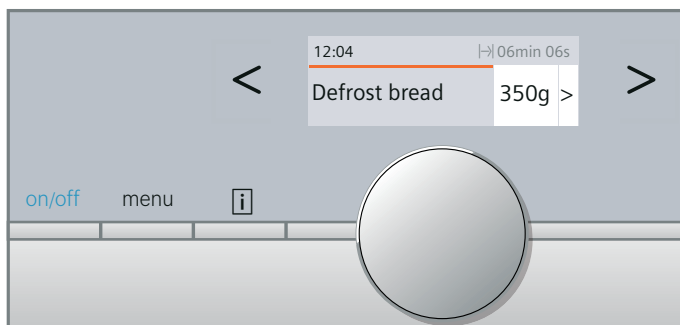 12:04 |→| 06min 06s
< Defrost bread 350g > >
on/off menu i